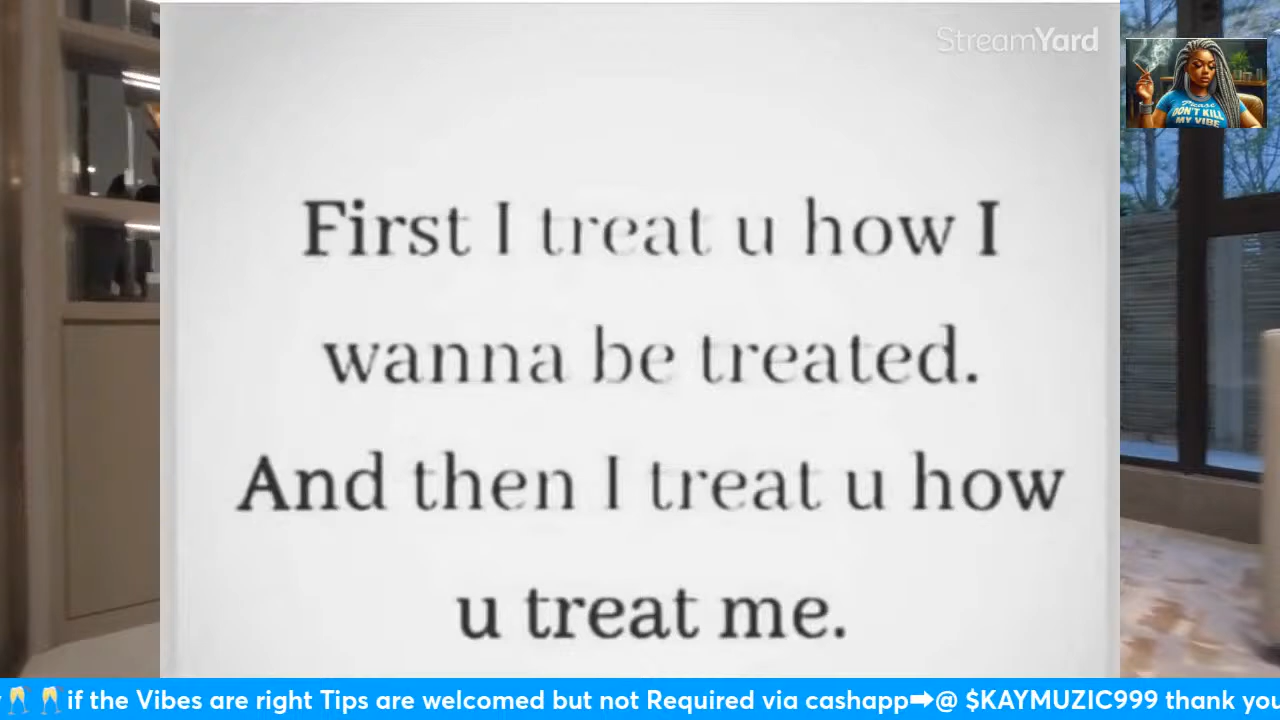 StreamYard
Please
DON'T KILL
MY VIBE
First I treat u how I
wanna be treated.
And then I treat u how
u treat me.
🥂🥂if the Vibes are right Tips are welcomed but not Required via cashapp➡@ $KAYMUZIC999 thank you